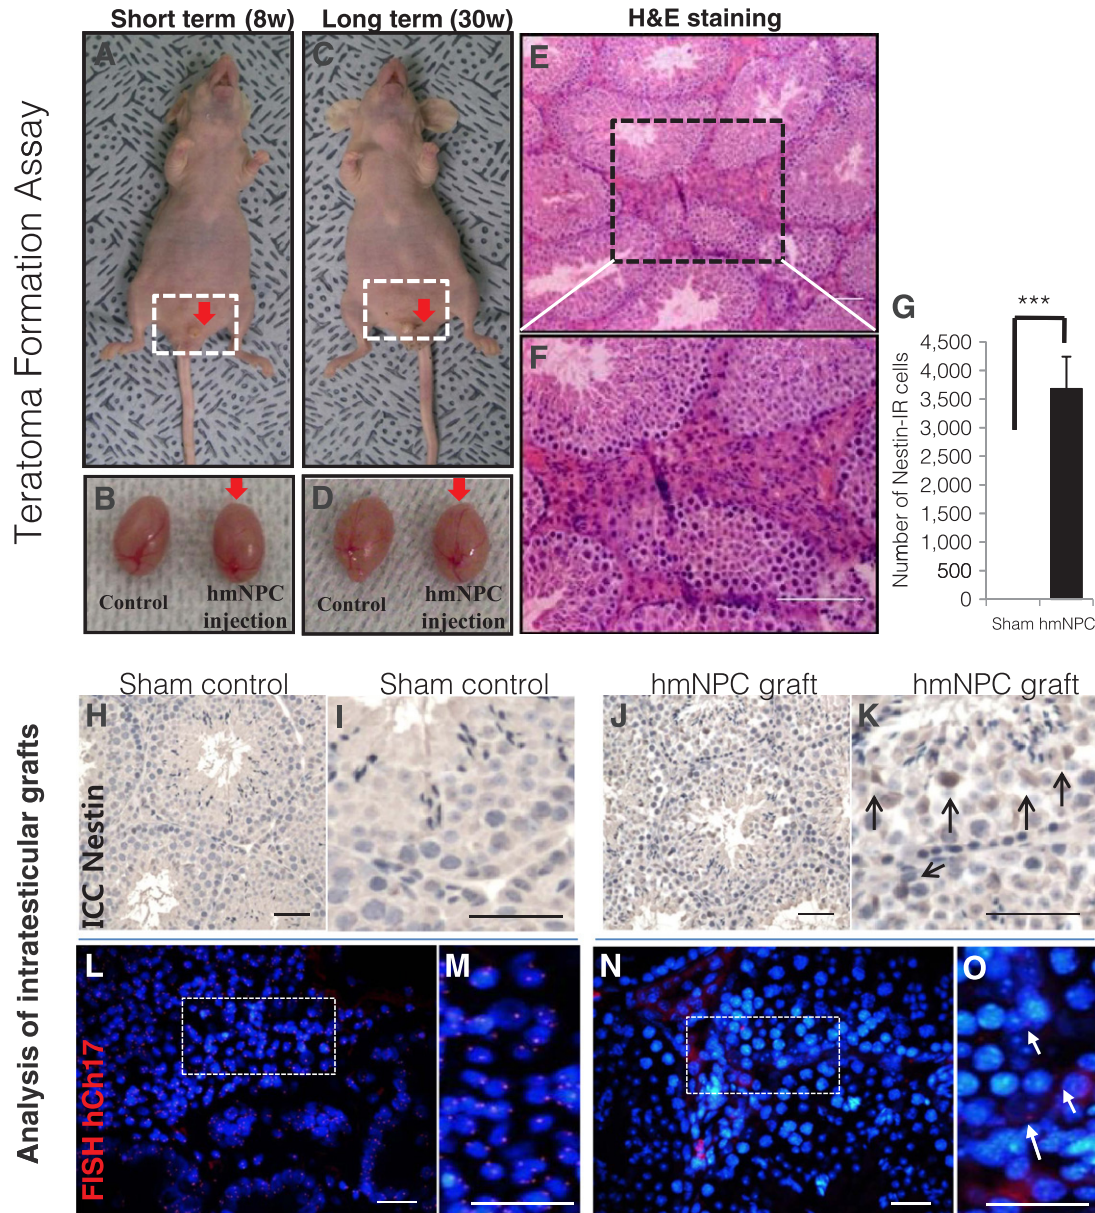 Short term (8w)
Long term (30w)
H&E staining
Teratoma Formation Assay
A
C
E
B
Control
hmNPC
injection
D
Control
hmNPC
injection
F
G
***
Number of Nestin-IR cells
4,500
4,000
3,500
3,000
2,500
2,000
1,500
1,000
500
0
Sham hmNPC
Analysis of intratesticular grafts
Sham control
Sham control
hmNPC graft
hmNPC graft
ICC Nestin
H
I
J
K
FISH hCh17
L
M
N
O